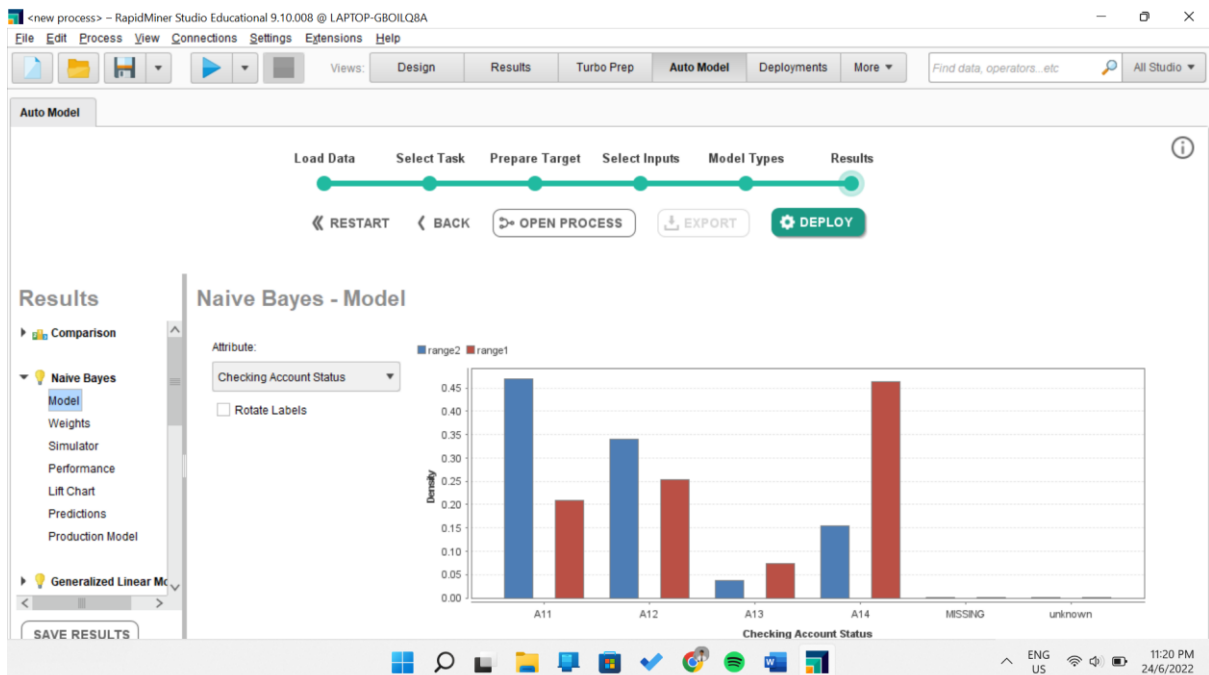 <new process> – RapidMiner Studio Educational 9.10.008 @ LAPTOP-GBOILQ8A
File Edit Process View Connections Settings Extensions Help
Views: Design Results Turbo Prep Auto Model Deployments More Find data, operators...etc All Studio
Auto Model
Load Data Select Task Prepare Target Select Inputs Model Types Results
RESTART BACK OPEN PROCESS EXPORT DEPLOY
Results
Comparison
Naive Bayes
Model
Weights
Simulator
Performance
Lift Chart
Predictions
Production Model
Generalized Linear Mo
SAVE RESULTS
Naive Bayes - Model
Attribute:
Checking Account Status
Rotate Labels
range2 range1
0.45
0.40
0.35
0.30
0.25
0.20
0.15
0.10
0.05
0.00
Density
A11 A12 A13 A14 MISSING unknown
Checking Account Status
ENG
US
11:20 PM
24/6/2022